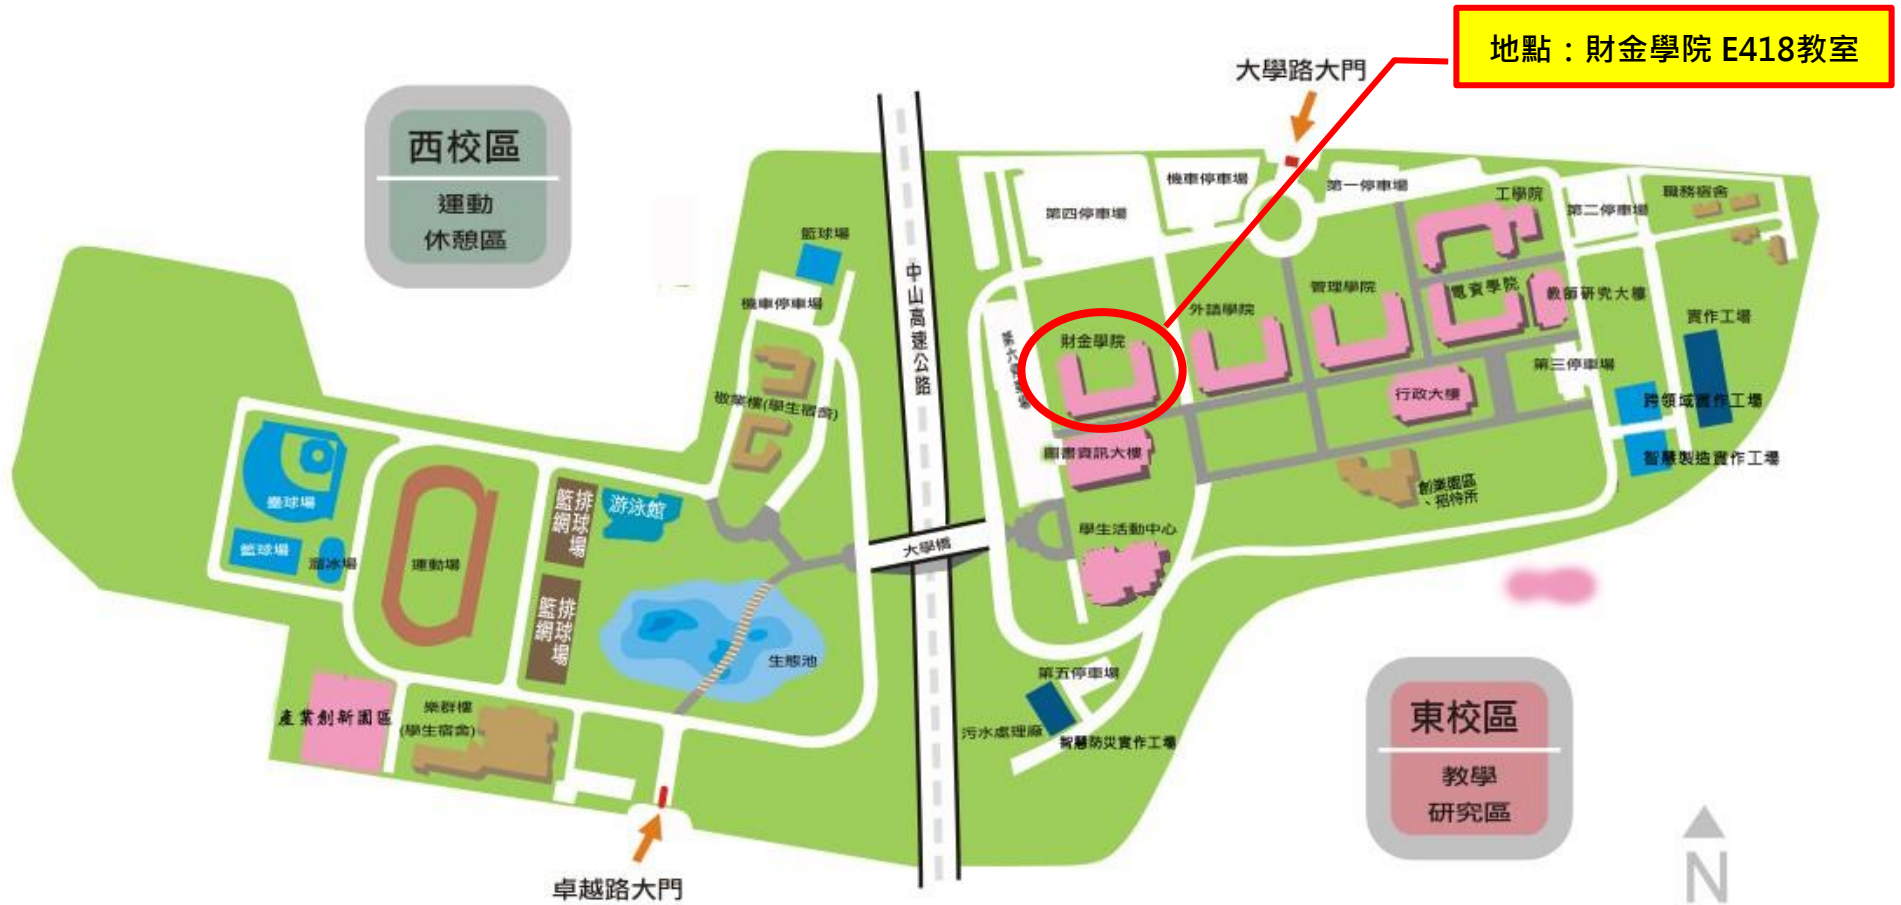 地點：財金學院 E418教室
大學路大門
西校區
運動
休憩區
籃球場
機車停車場
中山高速公路
敬業樓(學生宿舍)
第四停車場
機車停車場
第一停車場
工學院
第二停車場
職務宿舍
財金學院
外語學院
管理學院
電資學院
教師研究大樓
實作工場
第三停車場
行政大樓
跨領域實作工場
智慧製造實作工場
圖書資訊大樓
創業園區
、招待所
學生活動中心
壘球場
籃球場
溜冰場
運動場
排球場
籃網
游泳館
排球場
籃網
大學橋
生態池
產業創新園區
樂群樓
(學生宿舍)
第五停車場
污水處理廠
智慧防災實作工場
東校區
教學
研究區
卓越路大門
N